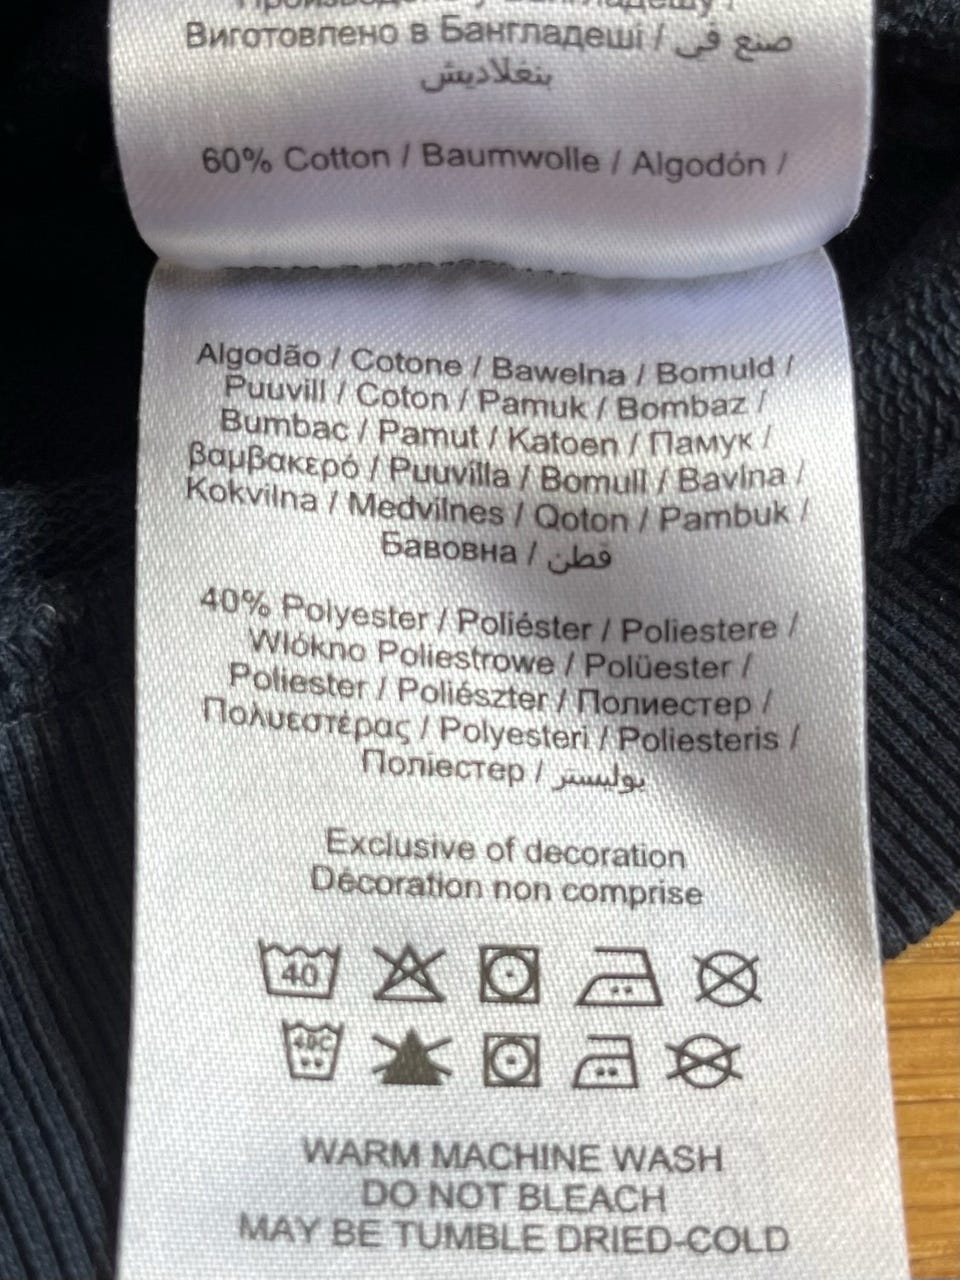 Виготовлено в Бангладеші / صنع في
بنغلاديش
60% Cotton / Baumwolle / Algodón /
Algodão / Cotone / Bawelna / Bomuld /
Puuvill / Coton / Pamuk / Bombaz /
Bumbac / Pamut / Katoen / Памук /
βαμβακερό / Puuvilla / Bomull / Bavlna /
Kokvilna / Medvilnes / Qoton / Pambuk /
Бавовна / قطن
40% Polyester / Poliéster / Poliestere /
Wlókno Poliestrowe / Polüester /
Poliester / Poliészter / Полиестер /
Πολυεστέρας / Polyesteri / Poliesteris /
Поліестер / بوليستر
Exclusive of decoration
Décoration non comprise
40
40C
WARM MACHINE WASH
DO NOT BLEACH
MAY BE TUMBLE DRIED-COLD